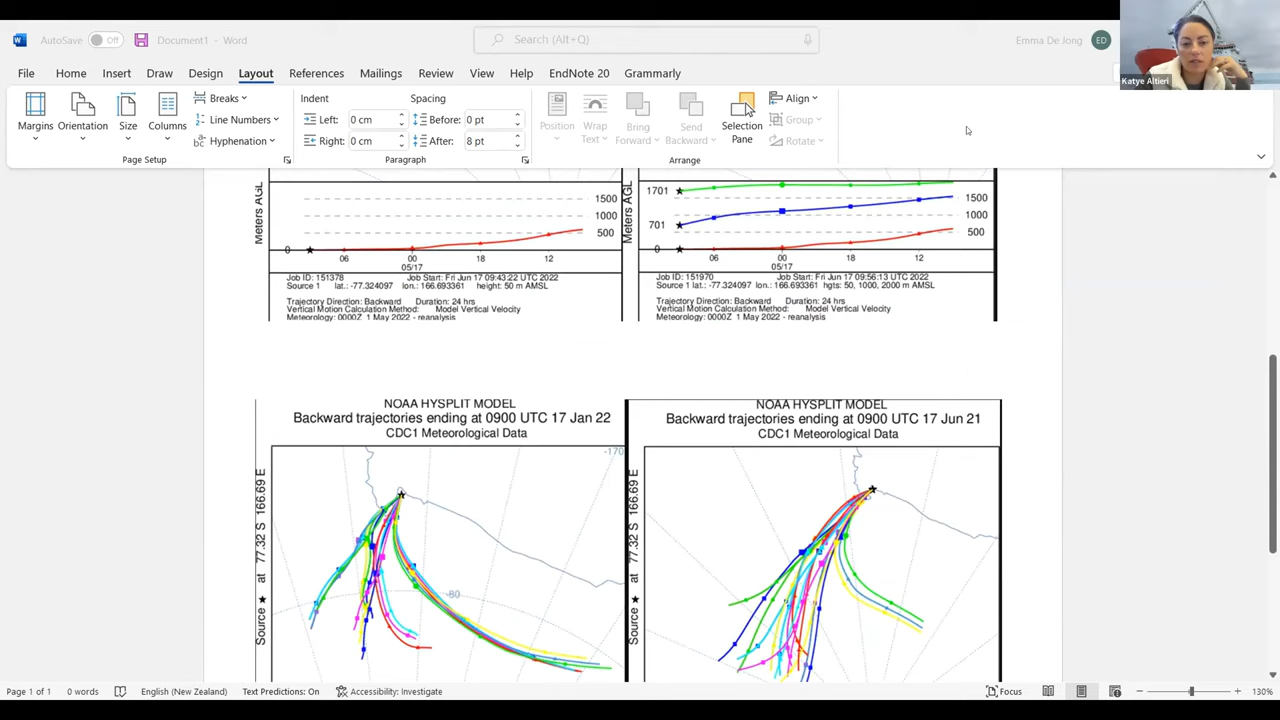 AutoSave Off Document1 - Word Search (Alt+Q) Emma De Jong ED
Katye Altieri
File Home Insert Draw Design Layout References Mailings Review View Help EndNote 20 Grammarly
Margins
Orientation
Size
Columns
Breaks
Line Numbers
Hyphenation
Page Setup
Indent
Left: 0 cm
Right: 0 cm
Spacing
Before: 0 pt
After: 8 pt
Paragraph
Position
Wrap
Text
Bring
Forward
Send
Backward
Selection
Pane
Align
Group
Rotate
Arrange
Meters AGL
1500
1000
500
0
06 00 18 12
05/17
Job ID: 151378 Job Start: Fri Jun 17 09:43:22 UTC 2022
Source 1 lat.: -77.324097 lon.: 166.693361 height: 50 m AMSL
Trajectory Direction: Backward Duration: 24 hrs
Vertical Motion Calculation Method: Model Vertical Velocity
Meteorology: 0000Z 1 May 2022 - reanalysis
Meters AGL
1701
701
0
1500
1000
500
06 00 18 12
05/17
Job ID: 151970 Job Start: Fri Jun 17 09:56:13 UTC 2022
Source 1 lat.: -77.324097 lon.: 166.693361 hgts: 50, 1000, 2000 m AMSL
Trajectory Direction: Backward Duration: 24 hrs
Vertical Motion Calculation Method: Model Vertical Velocity
Meteorology: 0000Z 1 May 2022 - reanalysis
NOAA HYSPLIT MODEL
Backward trajectories ending at 0900 UTC 17 Jan 22
CDC1 Meteorological Data
Source ★ at 77.32 S 166.69 E
-170
-80
NOAA HYSPLIT MODEL
Backward trajectories ending at 0900 UTC 17 Jun 21
CDC1 Meteorological Data
Source ★ at 77.32 S 166.69 E
Page 1 of 1 0 words English (New Zealand) Text Predictions: On Accessibility: Investigate Focus 130%